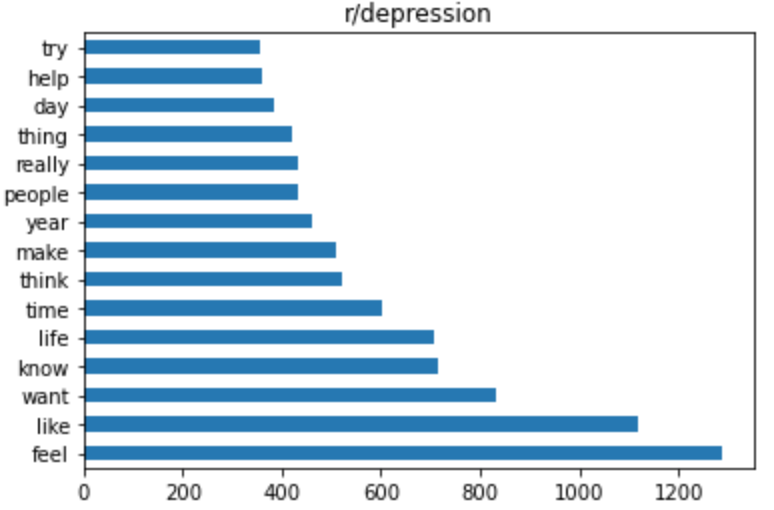 r/depression
try
help
day
thing
really
people
year
make
think
time
life
know
want
like
feel
0 200 400 600 800 1000 1200